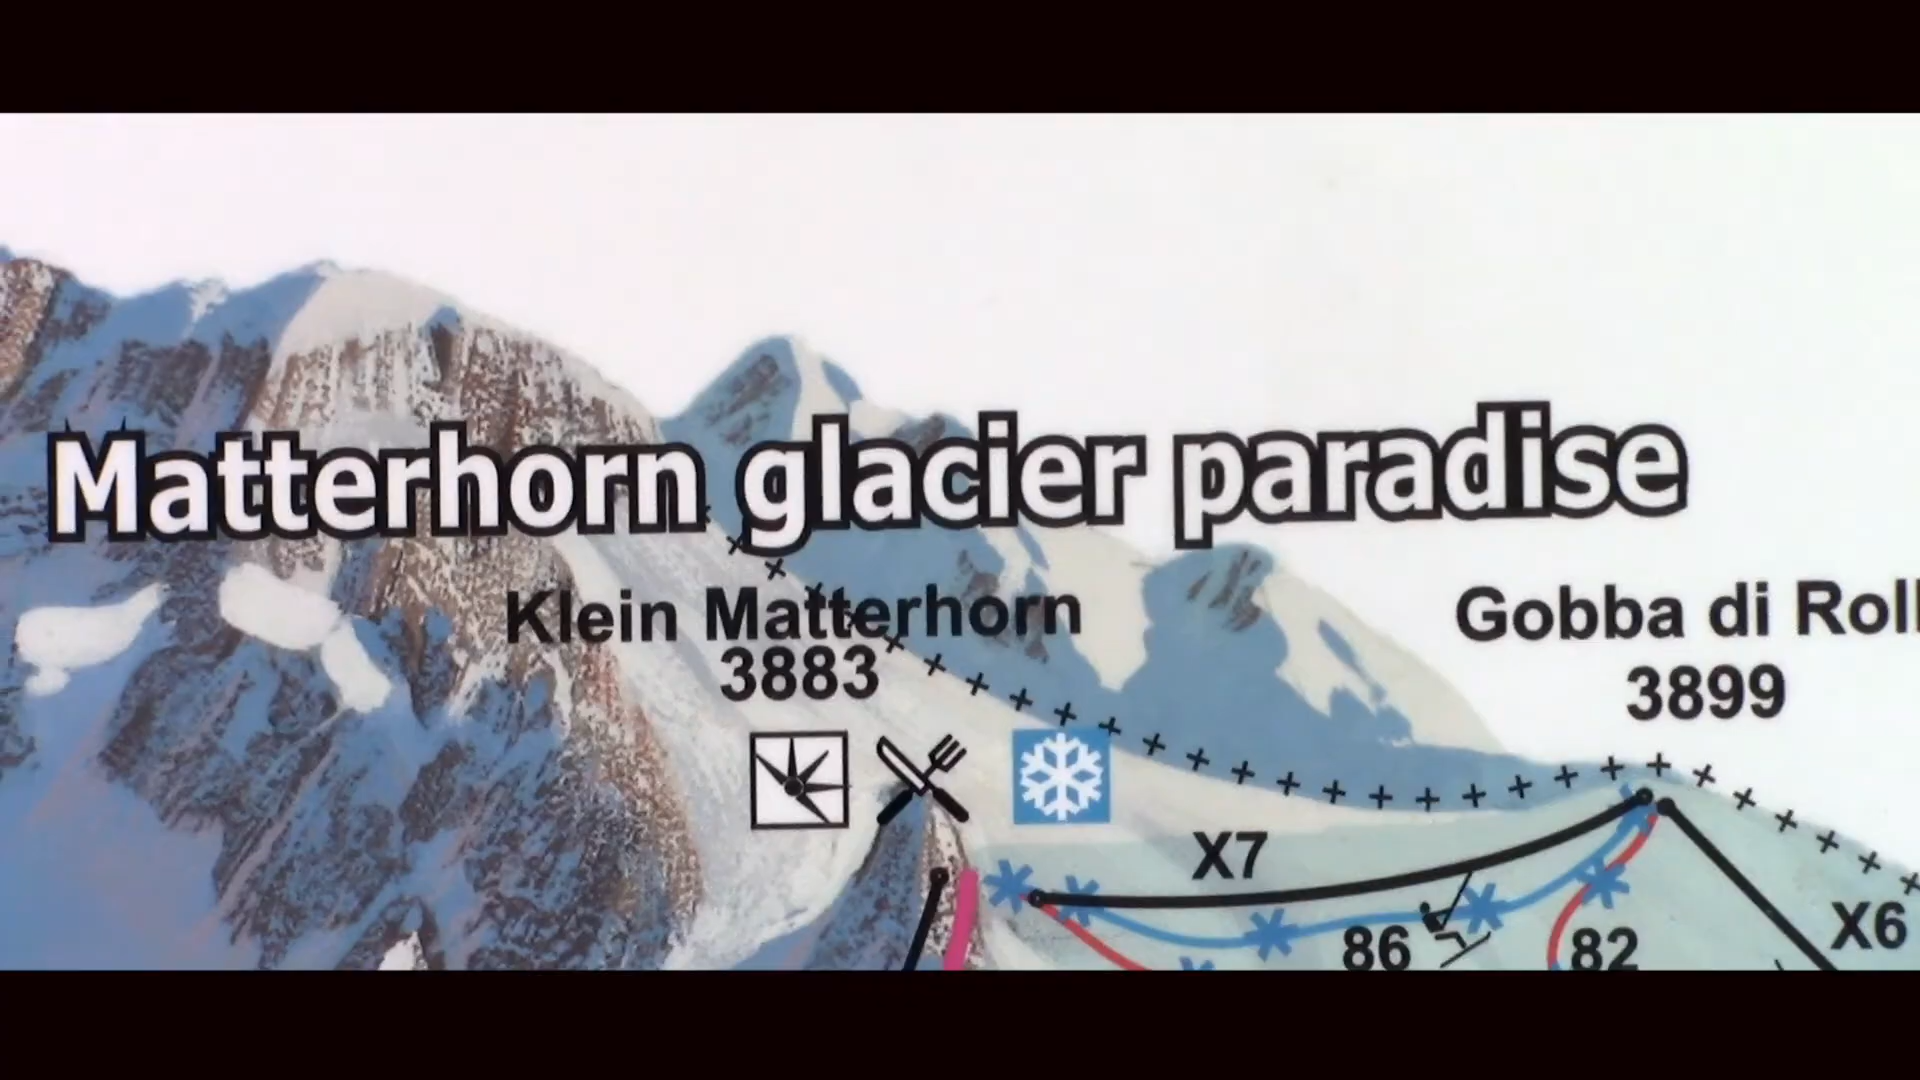 Matterhorn glacier paradise
Klein Matterhorn
3883
Gobba di Roll
3899
X7
86
82
X6